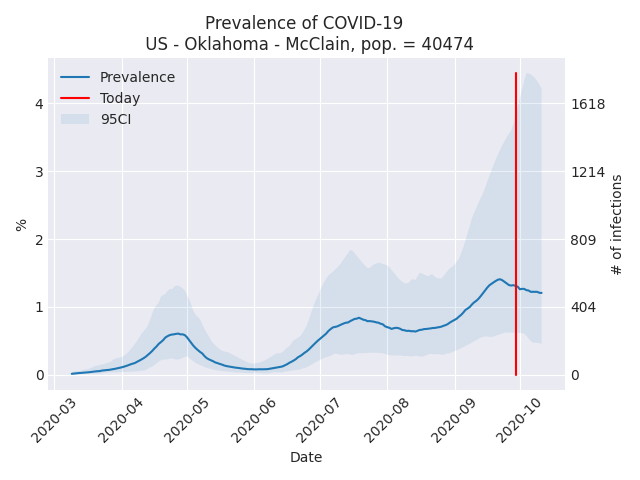 Prevalence of COVID-19
US - Oklahoma - McClain, pop. = 40474
Prevalence
Today
95CI
4
3
2
1
0
%
1618
1214
809
404
0
# of infections
2020-03
2020-04
2020-05
2020-06
2020-07
2020-08
2020-09
2020-10
Date